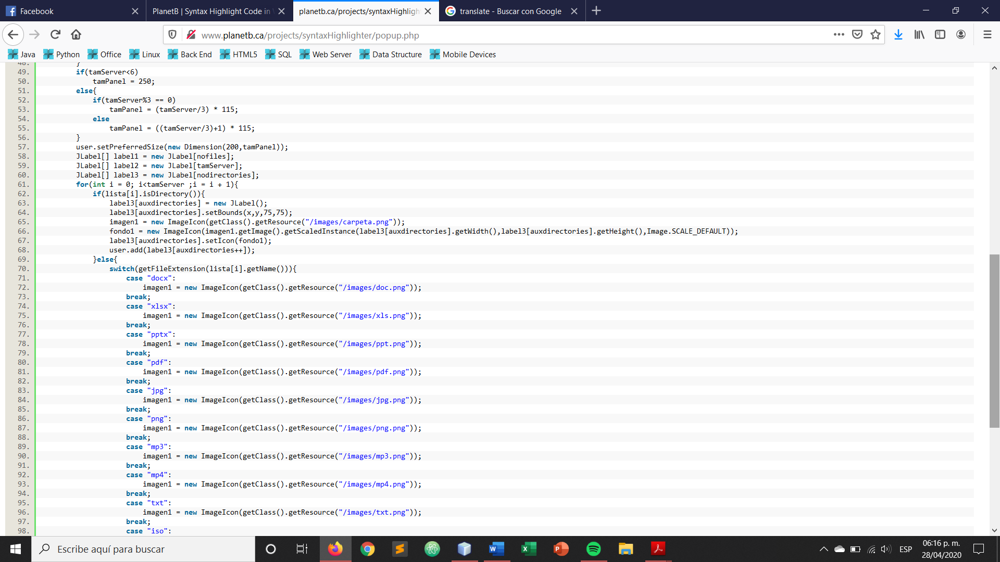 Facebook
PlanetB | Syntax Highlight Code in
planetb.ca/projects/syntaxHighligh
translate - Buscar con Google
www.planetb.ca/projects/syntaxHighlighter/popup.php
Java Python Office Linux Back End HTML5 SQL Web Server Data Structure Mobile Devices
48. }
49. if(tamServer<6)
50. tamPanel = 250;
51. else{
52. if(tamServer%3 == 0)
53. tamPanel = (tamServer/3) * 115;
54. else
55. tamPanel = ((tamServer/3)+1) * 115;
56. }
57. user.setPreferredSize(new Dimension(200,tamPanel));
58. JLabel[] label1 = new JLabel[nofiles];
59. JLabel[] label2 = new JLabel[tamServer];
60. JLabel[] label3 = new JLabel[nodirectories];
61. for(int i = 0; i<tamServer ;i = i + 1){
62. if(lista[i].isDirectory()){
63. label3[auxdirectories] = new JLabel();
64. label3[auxdirectories].setBounds(x,y,75,75);
65. imagen1 = new ImageIcon(getClass().getResource("/images/carpeta.png"));
66. fondo1 = new ImageIcon(imagen1.getImage().getScaledInstance(label3[auxdirectories].getWidth(),label3[auxdirectories].getHeight(),Image.SCALE_DEFAULT));
67. label3[auxdirectories].setIcon(fondo1);
68. user.add(label3[auxdirectories++]);
69. }else{
70. switch(getFileExtension(lista[i].getName())){
71. case "docx":
72. imagen1 = new ImageIcon(getClass().getResource("/images/doc.png"));
73. break;
74. case "xlsx":
75. imagen1 = new ImageIcon(getClass().getResource("/images/xls.png"));
76. break;
77. case "pptx":
78. imagen1 = new ImageIcon(getClass().getResource("/images/ppt.png"));
79. break;
80. case "pdf":
81. imagen1 = new ImageIcon(getClass().getResource("/images/pdf.png"));
82. break;
83. case "jpg":
84. imagen1 = new ImageIcon(getClass().getResource("/images/jpg.png"));
85. break;
86. case "png":
87. imagen1 = new ImageIcon(getClass().getResource("/images/png.png"));
88. break;
89. case "mp3":
90. imagen1 = new ImageIcon(getClass().getResource("/images/mp3.png"));
91. break;
92. case "mp4":
93. imagen1 = new ImageIcon(getClass().getResource("/images/mp4.png"));
94. break;
95. case "txt":
96. imagen1 = new ImageIcon(getClass().getResource("/images/txt.png"));
97. break;
98. case "iso":
Escribe aquí para buscar
ESP
06:16 p. m.
28/04/2020